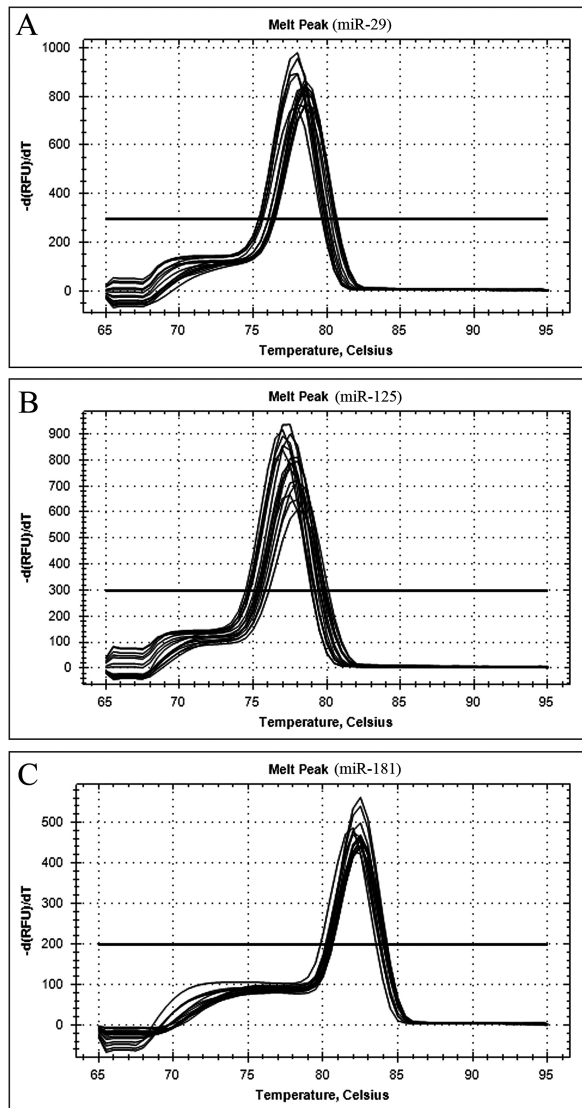 A
Melt Peak (miR-29)
1000
800
600
400
200
0
-d(RFU)/dT
65 70 75 80 85 90 95
Temperature, Celsius
B
Melt Peak (miR-125)
900
800
700
600
500
400
300
200
100
0
-d(RFU)/dT
65 70 75 80 85 90 95
Temperature, Celsius
C
Melt Peak (miR-181)
500
400
300
200
100
0
-d(RFU)/dT
65 70 75 80 85 90 95
Temperature, Celsius